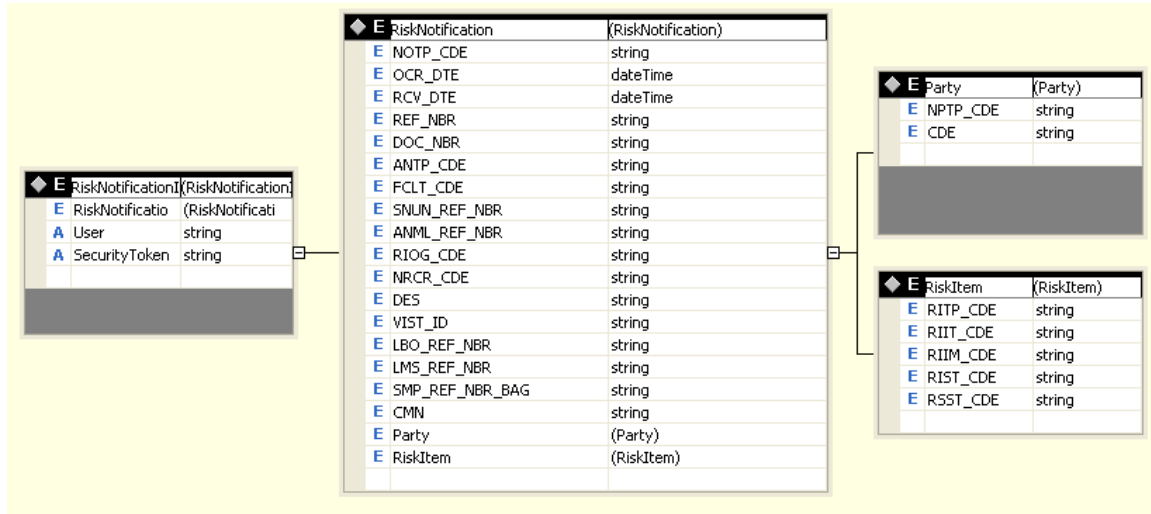 E RiskNotificationI (RiskNotificationI
E RiskNotificatio (RiskNotificati
A User string
A SecurityToken string
E RiskNotification (RiskNotification)
E NOTP_CDE string
E OCR_DTE dateTime
E RCV_DTE dateTime
E REF_NBR string
E DOC_NBR string
E ANTP_CDE string
E FCLT_CDE string
E SNUN_REF_NBR string
E ANML_REF_NBR string
E RIOG_CDE string
E NRCR_CDE string
E DES string
E VIST_ID string
E LBO_REF_NBR string
E LMS_REF_NBR string
E SMP_REF_NBR_BAG string
E CMN string
E Party (Party)
E RiskItem (RiskItem)
E Party (Party)
E NPTP_CDE string
E CDE string
E RiskItem (RiskItem)
E RITP_CDE string
E RIIT_CDE string
E RIIM_CDE string
E RIST_CDE string
E RSST_CDE string